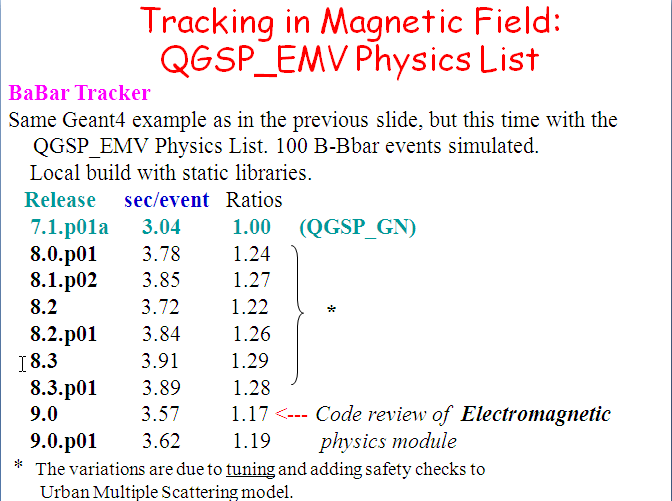 Tracking in Magnetic Field:
QGSP_EMV Physics List
BaBar Tracker
Same Geant4 example as in the previous slide, but this time with the
QGSP_EMV Physics List. 100 B-Bbar events simulated.
Local build with static libraries.
Release sec/event Ratios
7.1.p01a 3.04 1.00 (QGSP_GN)
8.0.p01 3.78 1.24
8.1.p02 3.85 1.27
8.2 3.72 1.22 *
8.2.p01 3.84 1.26
8.3 3.91 1.29
8.3.p01 3.89 1.28
9.0 3.57 1.17 <--- Code review of Electromagnetic
9.0.p01 3.62 1.19 physics module
* The variations are due to tuning and adding safety checks to
Urban Multiple Scattering model.